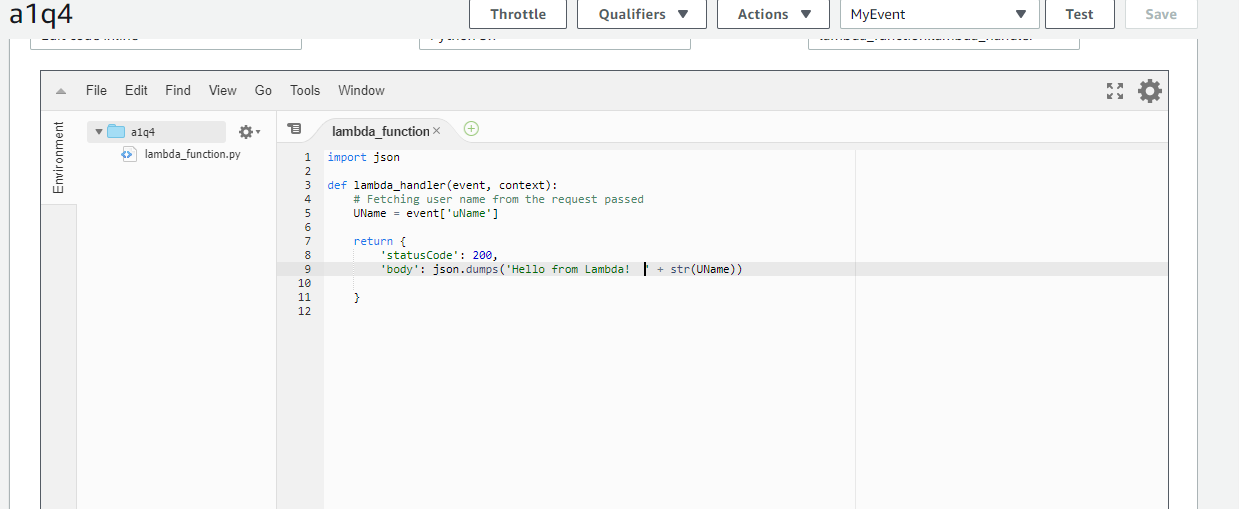 a1q4
Throttle Qualifiers Actions MyEvent Test Save
File Edit Find View Go Tools Window
Environment
a1q4
lambda_function.py
lambda_function
1 import json
2
3 def lambda_handler(event, context):
4 # Fetching user name from the request passed
5 UName = event['uName']
6
7 return {
8 'statusCode': 200,
9 'body': json.dumps('Hello from Lambda!  ' + str(UName))
10
11 }
12